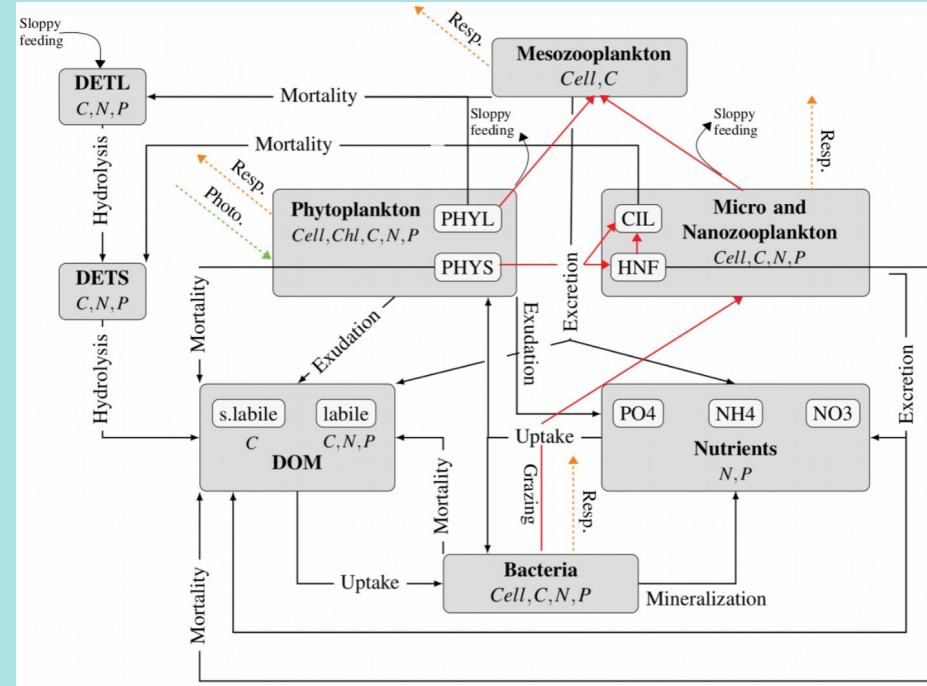 Sloppy
feeding
Resp.
Mesozooplankton
Cell,C
DETL
C,N,P
Mortality
Sloppy
feeding
Sloppy
feeding
Resp.
Mortality
Hydrolysis
Resp.
Photo.
Phytoplankton
Cell,Chl,C,N,P
PHYL
PHYS
CIL
HNF
Micro and
Nanozooplankton
Cell,C,N,P
DETS
C,N,P
Mortality
Exudation
Exudation
Excretion
Excretion
Hydrolysis
s.labile
C
labile
C,N,P
DOM
PO4
NH4
NO3
Nutrients
N,P
Uptake
Mortality
Grazing
Resp.
Uptake
Bacteria
Cell,C,N,P
Mineralization
Mortality